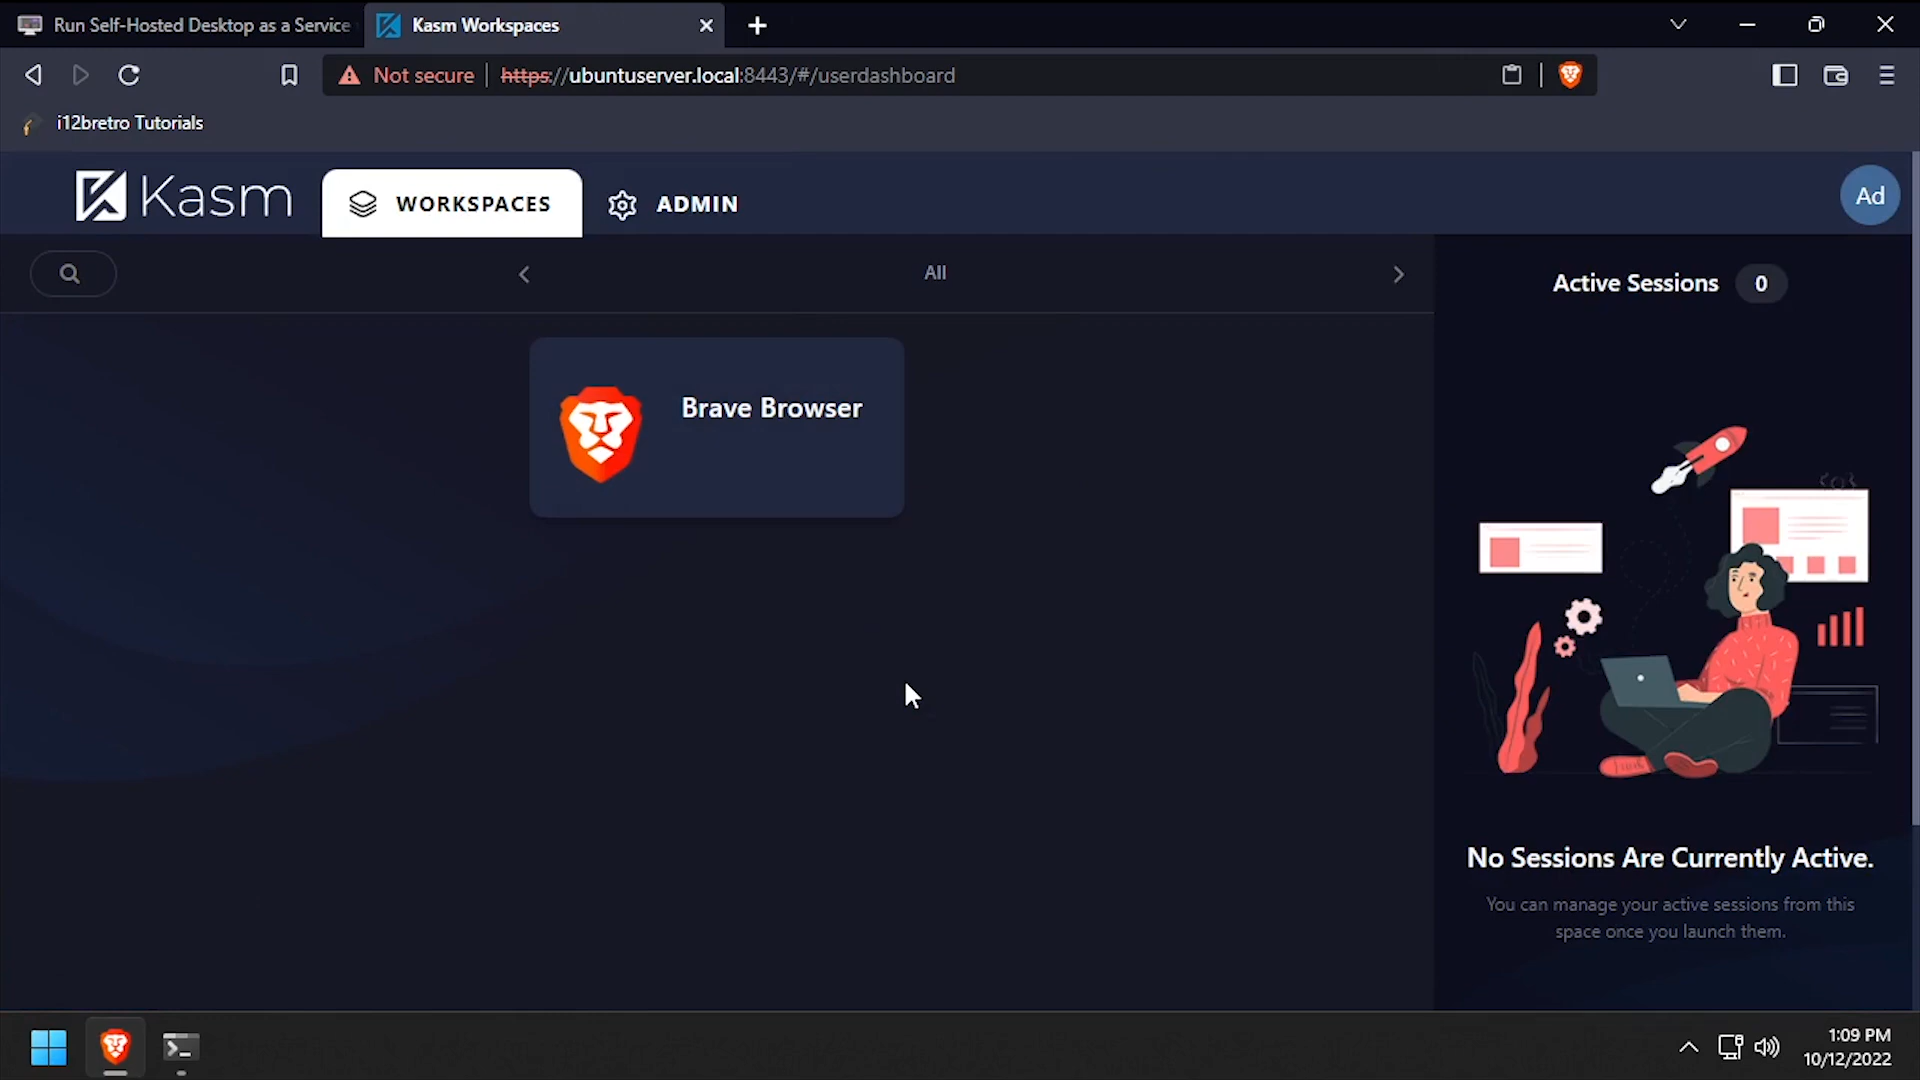 Run Self-Hosted Desktop as a Service
Kasm Workspaces
Not secure
https://ubuntuserver.local:8443/#/userdashboard
i12bretro Tutorials
Kasm
WORKSPACES
ADMIN
Ad
All
Active Sessions 0
Brave Browser
No Sessions Are Currently Active.
You can manage your active sessions from this
space once you launch them.
1:09 PM
10/12/2022